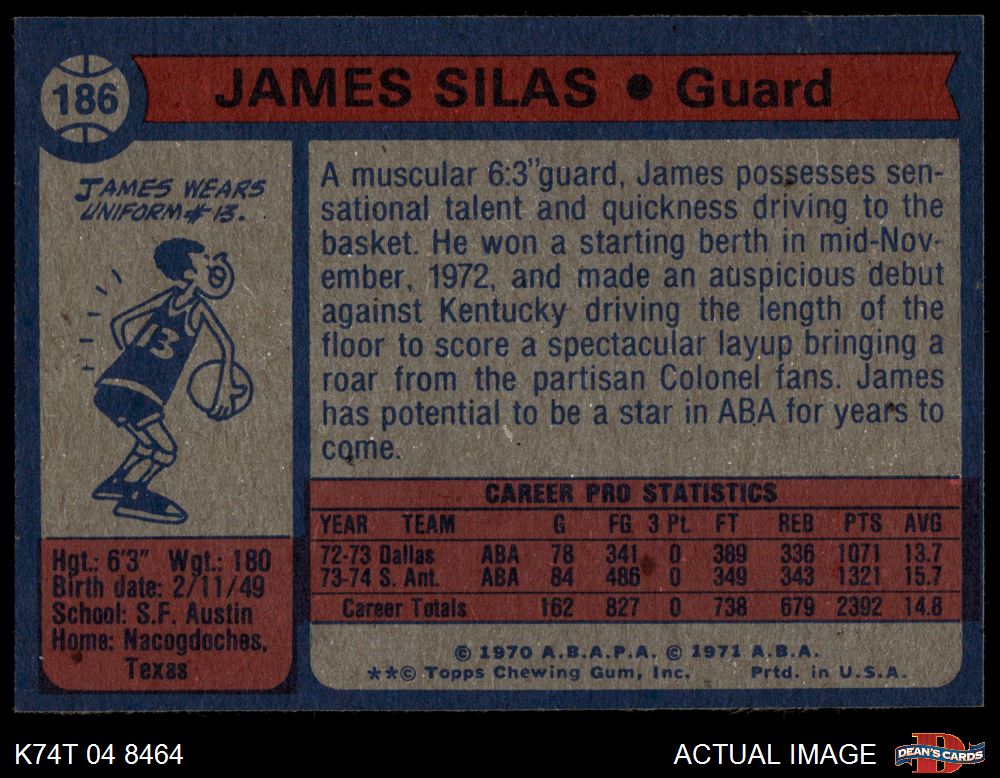 186
JAMES SILAS ● Guard
JAMES WEARS
UNIFORM # 13.
13
A muscular 6:3"guard, James possesses sen-
sational talent and quickness driving to the
basket. He won a starting berth in mid-Nov-
ember, 1972, and made an auspicious debut
against Kentucky driving the length of the
floor to score a spectacular layup bringing a
roar from the partisan Colonel fans. James
has potential to be a star in ABA for years to
come.
Hgt.: 6'3" Wgt.: 180
Birth date: 2/11/49
School: S.F. Austin
Home: Nacogdoches,
Texas
CAREER PRO STATISTICS
YEAR TEAM G FG 3 Pt. FT REB PTS AVG
72-73 Dallas ABA 78 341 0 389 336 1071 13.7
73-74 S. Ant. ABA 84 486 0 349 343 1321 15.7
Career Totals 162 827 0 738 679 2392 14.8
© 1970 A.B.A.P.A. © 1971 A.B.A.
**© Topps Chewing Gum, Inc. Prtd. in U.S.A.
K74T 04 8464
ACTUAL IMAGE
D
DEAN'S CARDS